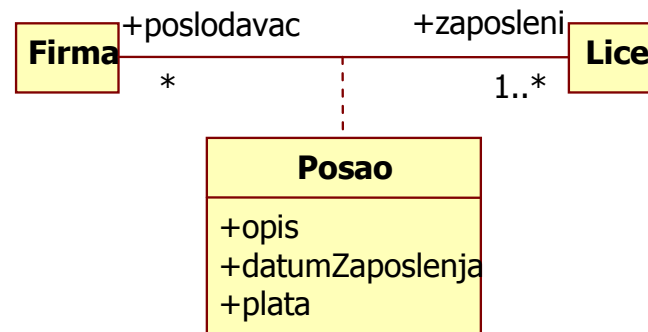 +poslodavac +zaposleni
Firma Lice
* 1..*
Posao
+opis
+datumZaposlenja
+plata